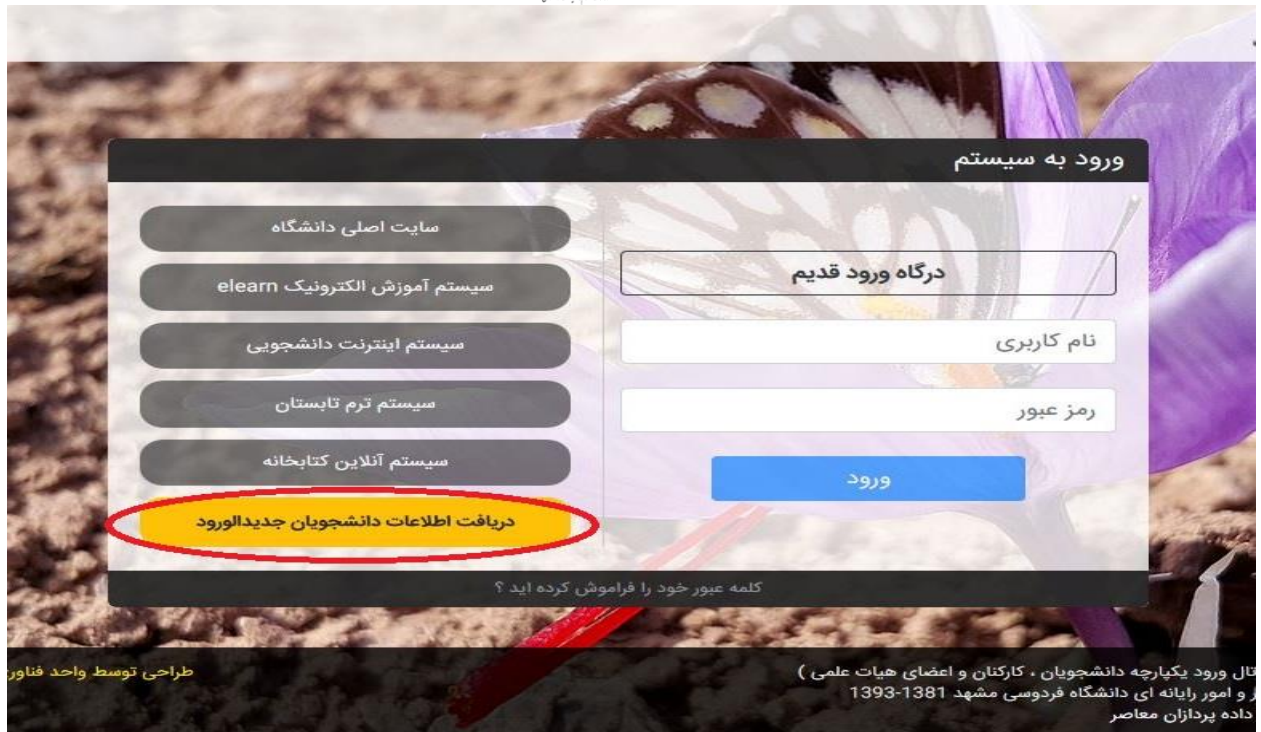 ورود به سیستم
درگاه ورود قدیم
نام کاربری
رمز عبور
ورود
سایت اصلی دانشگاه
سیستم آموزش الکترونیک elearn
سیستم اینترنت دانشجویی
سیستم ترم تابستان
سیستم آنلاین کتابخانه
دریافت اطلاعات دانشجویان جدیدالورود
کلمه عبور خود را فراموش کرده اید ؟
ورود یکپارچه دانشجویان ، کارکنان و اعضای هیات علمی )
و امور رایانه ای دانشگاه فردوسی مشهد 1381-1393
داده پردازان معاصر
طراحی توسط واحد